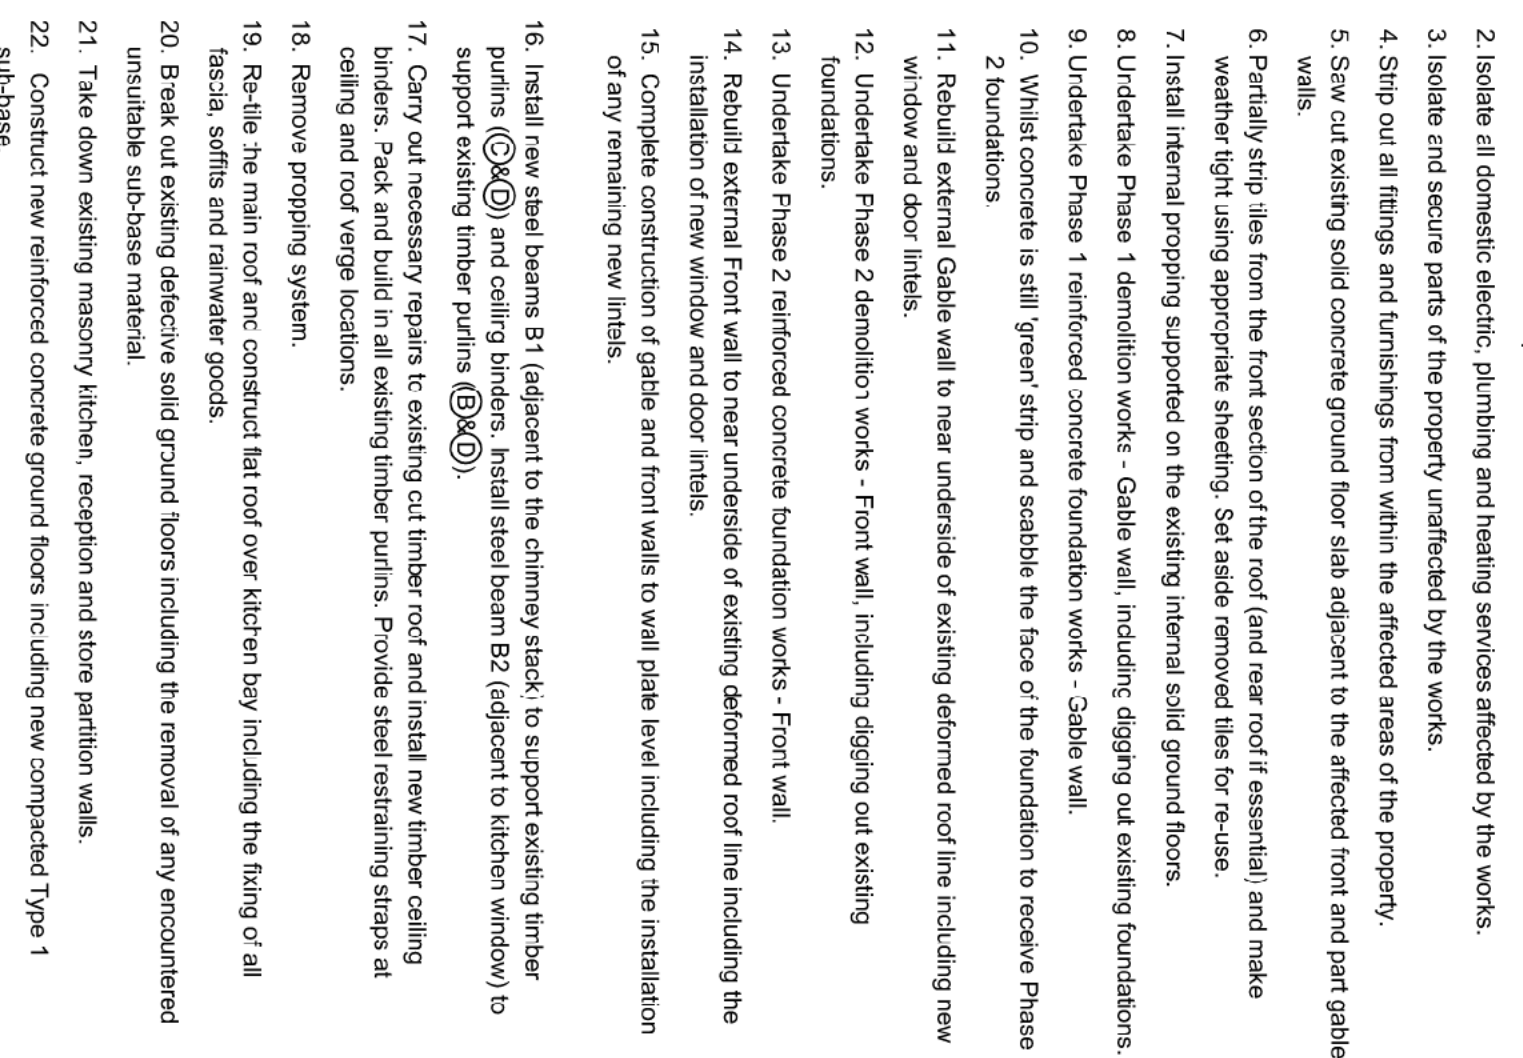 2. Isolate all domestic electric, plumbing and heating services affected by the works.
3. Isolate and secure parts of the property unaffected by the works.
4. Strip out all fittings and furnishings from within the affected areas of the property.
5. Saw cut existing solid concrete ground floor slab adjacent to the affected front and part gable
walls.
6. Partially strip tiles from the front section of the roof (and rear roof if essential) and make
weather tight using appropriate sheeting. Set aside removed tiles for re-use.
7. Install internal propping supported on the existing internal solid ground floors.
8. Undertake Phase 1 demolition works - Gable wall, including digging out existing foundations.
9. Undertake Phase 1 reinforced concrete foundation works - Gable wall.
10. Whilst concrete is still 'green' strip and scabble the face of the foundation to receive Phase
2 foundations.
11. Rebuild external Gable wall to near underside of existing deformed roof line including new
window and door lintels.
12. Undertake Phase 2 demolition works - Front wall, including digging out existing
foundations.
13. Undertake Phase 2 reinforced concrete foundation works - Front wall.
14. Rebuild external Front wall to near underside of existing deformed roof line including the
installation of new window and door lintels.
15. Complete construction of gable and front walls to wall plate level including the installation
of any remaining new lintels.
16. Install new steel beams B1 (adjacent to the chimney stack) to support existing timber
purlins (C&D) and ceiling binders. Install steel beam B2 (adjacent to kitchen window) to
support existing timber purlins (B&D).
17. Carry out necessary repairs to existing cut timber roof and install new timber ceiling
binders. Pack and build in all existing timber purlins. Provide steel restraining straps at
ceiling and roof verge locations.
18. Remove propping system.
19. Re-tile the main roof and construct flat roof over kitchen bay including the fixing of all
fascia, soffits and rainwater goods.
20. Break out existing defective solid ground floors including the removal of any encountered
unsuitable sub-base material.
21. Take down existing masonry kitchen, reception and store partition walls.
22. Construct new reinforced concrete ground floors including new compacted Type 1
sub-base.